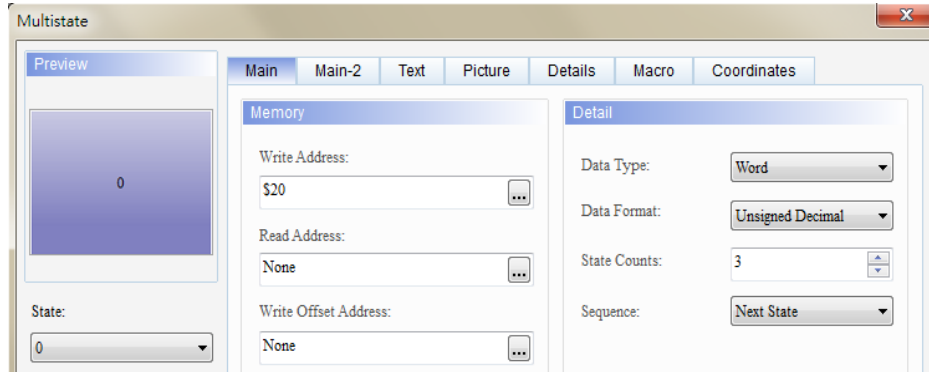 Multistate
Preview
0
State:
0
Main Main-2 Text Picture Details Macro Coordinates
Memory
Write Address:
$20
...
Read Address:
None
...
Write Offset Address:
None
...
Detail
Data Type:
Word
Data Format:
Unsigned Decimal
State Counts:
3
Sequence:
Next State